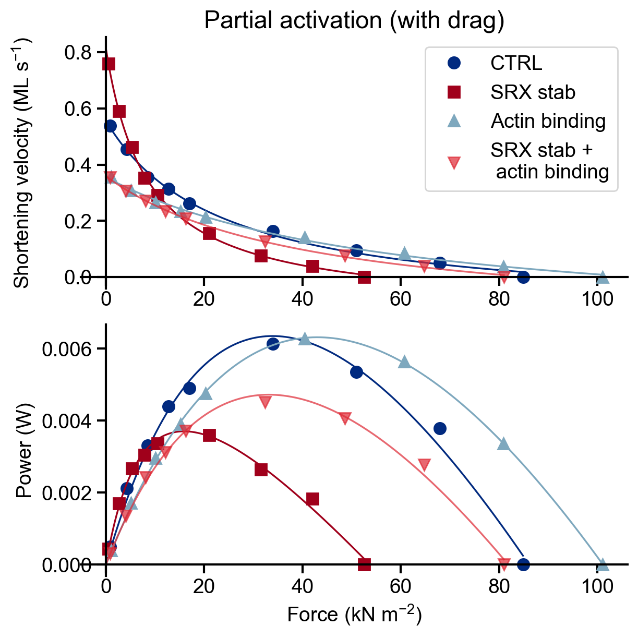 Partial activation (with drag)
Shortening velocity (ML s⁻¹)
0.8
0.6
0.4
0.2
0.0
0
20
40
60
80
100
CTRL
SRX stab
Actin binding
SRX stab +
actin binding
Power (W)
0.006
0.004
0.002
0.000
0
20
40
60
80
100
Force (kN m⁻²)